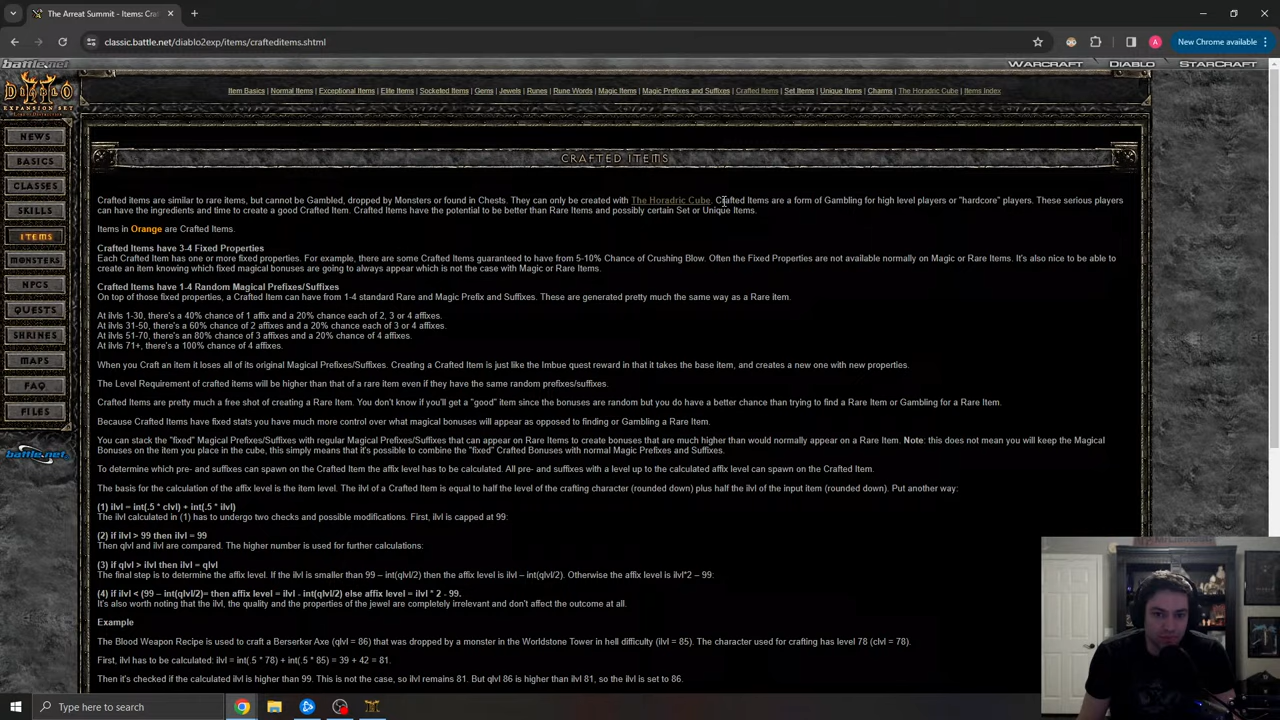 The Arreat Summit - Items: Craf
classic.battle.net/diablo2exp/items/crafteditems.shtml
New Chrome available
battle.net
WARCRAFT DIABLO STARCRAFT
DIABLO
EXPANSION SET
Item Basics | Normal Items | Exceptional Items | Elite Items | Socketed Items | Gems | Jewels | Runes | Rune Words | Magic Items | Magic Prefixes and Suffixes | Crafted Items | Set Items | Unique Items | Charms | The Horadric Cube | Items Index
NEWS
BASICS
CLASSES
SKILLS
ITEMS
MONSTERS
NPCS
QUESTS
SHRINES
MAPS
FAQ
FILES
battle.net
CRAFTED ITEMS
Crafted items are similar to rare items, but cannot be Gambled, dropped by Monsters or found in Chests. They can only be created with The Horadric Cube. Crafted Items are a form of Gambling for high level players or "hardcore" players. These serious players
can have the ingredients and time to create a good Crafted Item. Crafted Items have the potential to be better than Rare Items and possibly certain Set or Unique Items.
Items in Orange are Crafted Items.
Crafted Items have 3-4 Fixed Properties
Each Crafted Item has one or more fixed properties. For example, there are some Crafted Items guaranteed to have from 5-10% Chance of Crushing Blow. Often the Fixed Properties are not available normally on Magic or Rare Items. It's also nice to be able to
create an item knowing which fixed magical bonuses are going to always appear which is not the case with Magic or Rare Items.
Crafted Items have 1-4 Random Magical Prefixes/Suffixes
On top of those fixed properties, a Crafted Item can have from 1-4 standard Rare and Magic Prefix and Suffixes. These are generated pretty much the same way as a Rare item.
At ilvls 1-30, there's a 40% chance of 1 affix and a 20% chance each of 2, 3 or 4 affixes.
At ilvls 31-50, there's a 60% chance of 2 affixes and a 20% chance each of 3 or 4 affixes.
At ilvls 51-70, there'an 80% chance of 3 affixes and a 20% chance of 4 affixes.
At ilvls 71+, there's a 100% chance of 4 affixes.
When you Craft an item it loses all of its original Magical Prefixes/Suffixes. Creating a Crafted Item is just like the Imbue quest reward in that it takes the base item, and creates a new one with new properties.
The Level Requirement of crafted items will be higher than that of a rare item even if they have the same random prefixes/suffixes.
Crafted Items are pretty much a free shot of creating a Rare Item. You don't know if you'll get a "good" item since the bonuses are random but you do have a better chance than trying to find a Rare Item or Gambling for a Rare Item.
Because Crafted Items have fixed stats you have much more control over what magical bonuses will appear as opposed to finding or Gambling a Rare Item.
You can stack the "fixed" Magical Prefixes/Suffixes with regular Magical Prefixes/Suffixes that can appear on Rare Items to create bonuses that are much higher than would normally appear on a Rare Item. Note: this does not mean you will keep the Magical
Bonuses on the item you place in the cube, this simply means that it's possible to combine the "fixed" Crafted Bonuses with normal Magic Prefixes and Suffixes.
To determine which pre- and suffixes can spawn on the Crafted Item the affix level has to be calculated. All pre- and suffixes with a level up to the calculated affix level can spawn on the Crafted Item.
The basis for the calculation of the affix level is the item level. The ilvl of a Crafted Item is equal to half the level of the crafting character (rounded down) plus half the ilvl of the input item (rounded down). Put another way:
(1) ilvl = int(.5 * clvl) + int(.5 * ilvl)
The ilvl calculated in (1) has to undergo two checks and possible modifications. First, ilvl is capped at 99:
(2) if ilvl > 99 then ilvl = 99
Then qlvl and ilvl are compared. The higher number is used for further calculations:
(3) if qlvl > ilvl then ilvl = qlvl
The final step is to determine the affix level. If the ilvl is smaller than 99 – int(qlvl/2) then the affix level is ilvl – int(qlvl/2). Otherwise the affix level is ilvl*2 – 99:
(4) if ilvl < (99 – int(qlvl/2)= then affix level = ilvl - int(qlvl/2) else affix level = ilvl * 2 - 99.
It's also worth noting that the ilvl, the quality and the properties of the jewel are completely irrelevant and don't affect the outcome at all.
Example
The Blood Weapon Recipe is used to craft a Berserker Axe (qlvl = 86) that was dropped by a monster in the Worldstone Tower in hell difficulty (ilvl = 85). The character used for crafting has level 78 (clvl = 78).
First, ilvl has to be calculated: ilvl = int(.5 * 78) + int(.5 * 85) = 39 + 42 = 81.
Then it's checked if the calculated ilvl is higher than 99. This is not the case, so ilvl remains 81. But qlvl 86 is higher than ilvl 81, so the ilvl is set to 86.
Type here to search